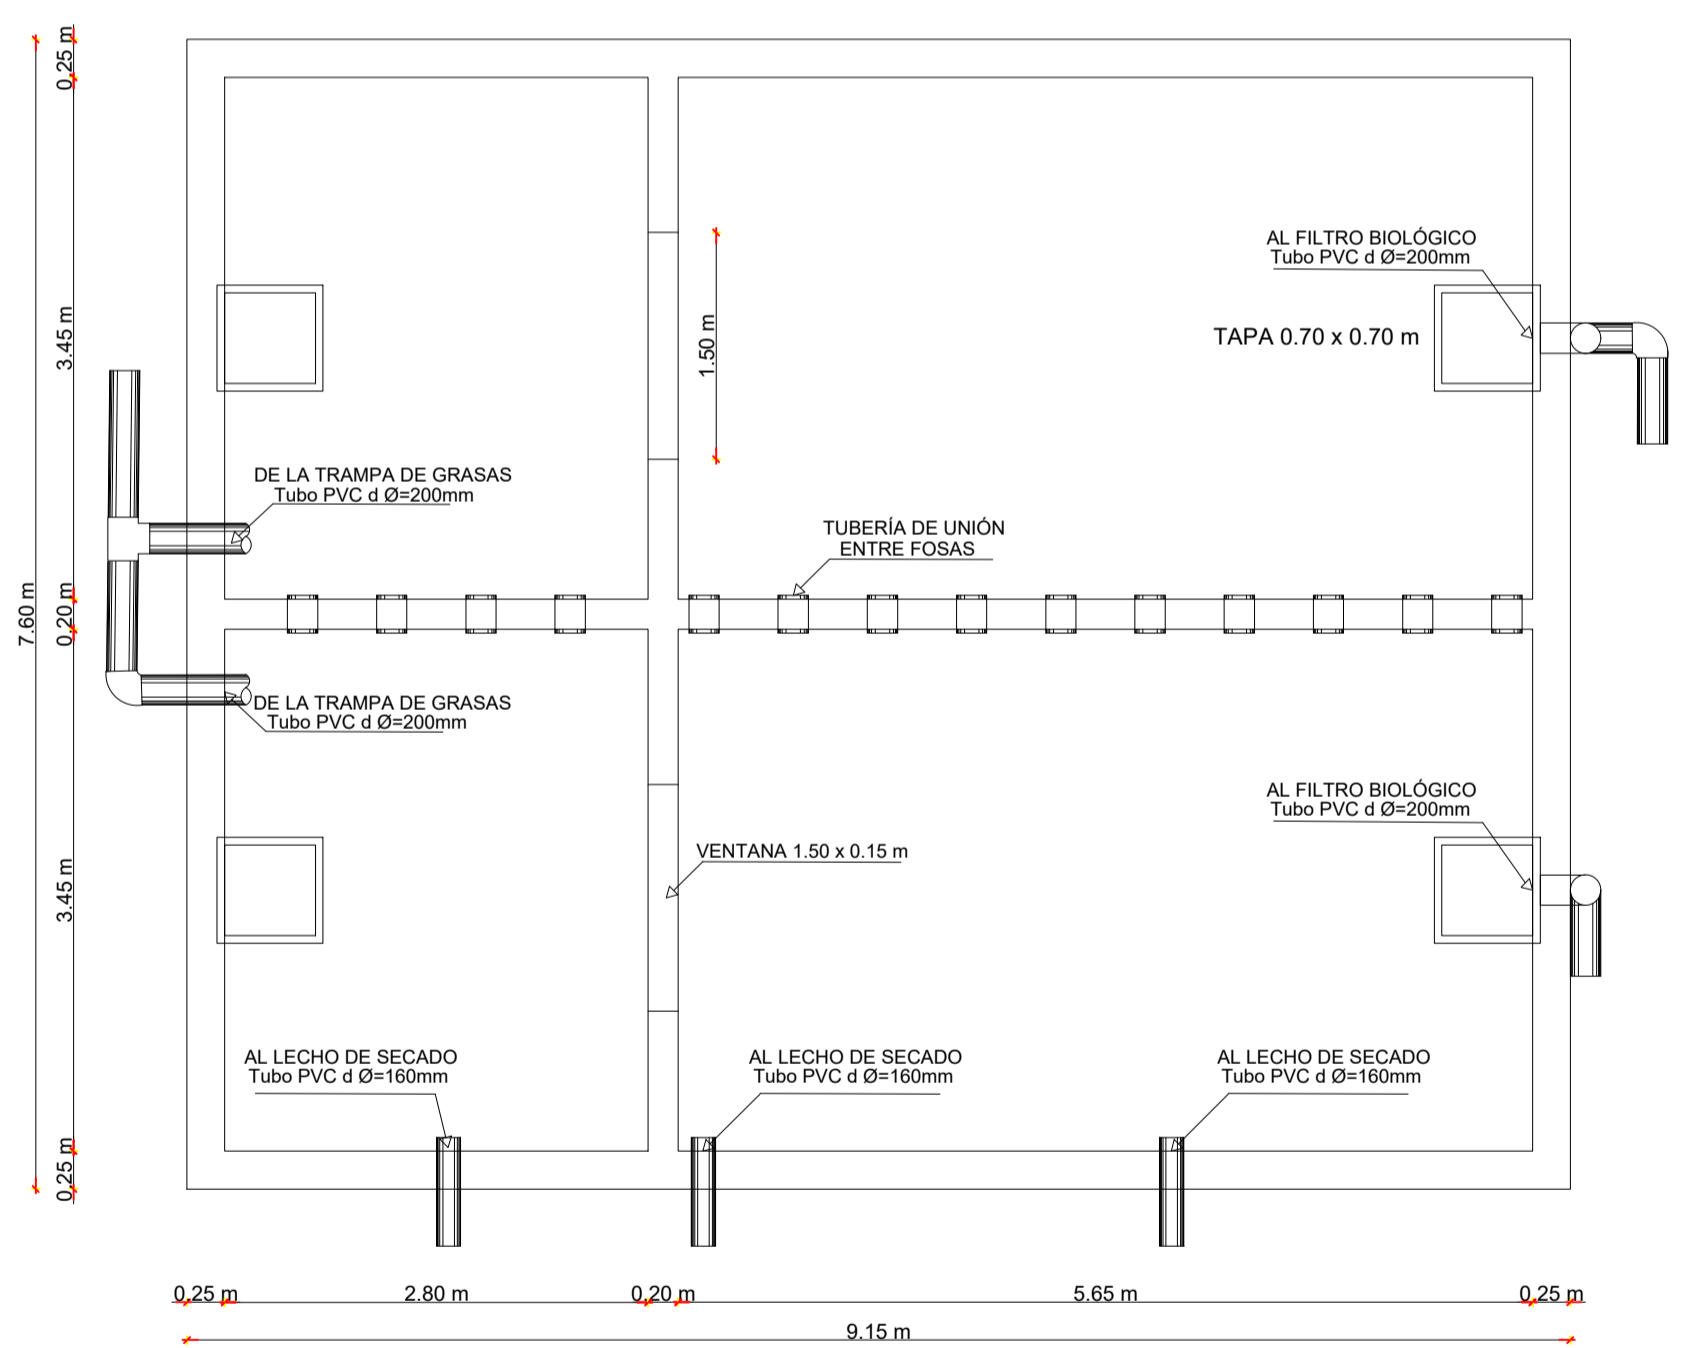 0.25 m
AL FILTRO BIOLÓGICO
Tubo PVC d Ø=200mm
3.45 m
1.50 m
TAPA 0.70 x 0.70 m
DE LA TRAMPA DE GRASAS
Tubo PVC d Ø=200mm
TUBERÍA DE UNIÓN
ENTRE FOSAS
7.60 m
0.20 m
DE LA TRAMPA DE GRASAS
Tubo PVC d Ø=200mm
AL FILTRO BIOLÓGICO
Tubo PVC d Ø=200mm
3.45 m
VENTANA 1.50 x 0.15 m
AL LECHO DE SECADO
Tubo PVC d Ø=160mm
AL LECHO DE SECADO
Tubo PVC d Ø=160mm
AL LECHO DE SECADO
Tubo PVC d Ø=160mm
0.25 m
0.25 m
2.80 m
0.20 m
5.65 m
0.25 m
9.15 m